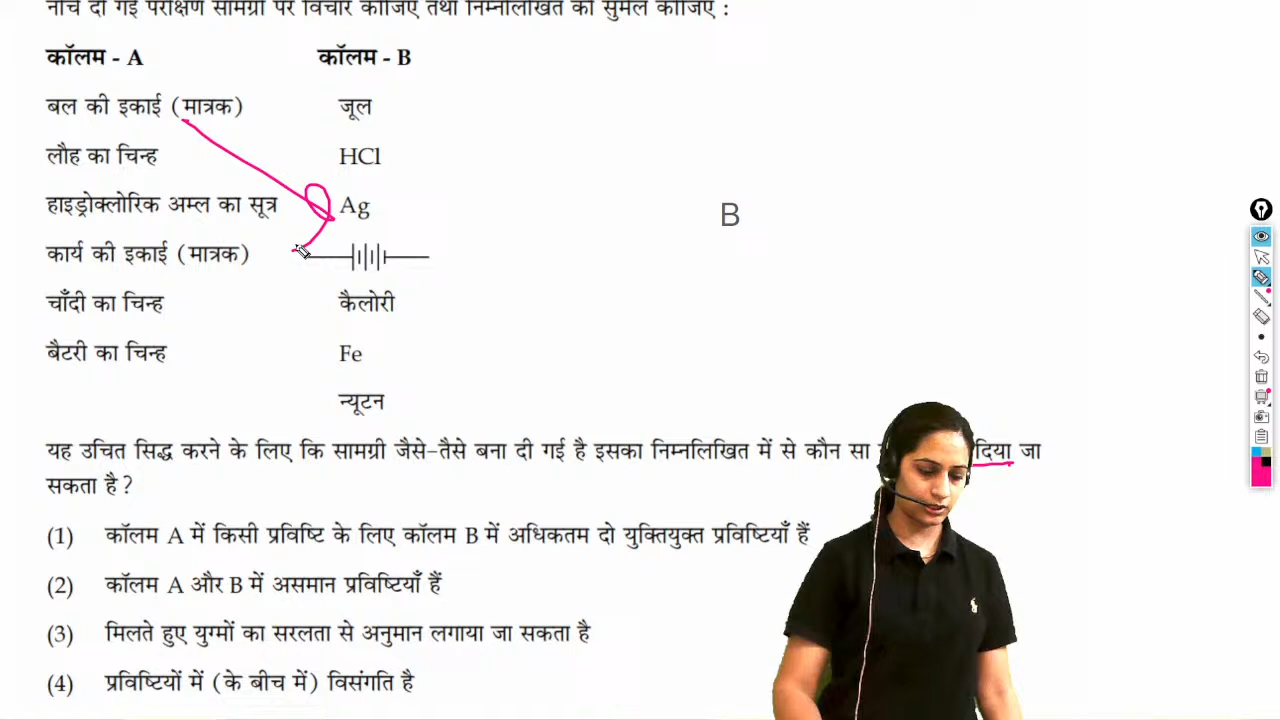 नीचे दी गई परीक्षण सामग्री पर विचार कीजिए तथा निम्नलिखित को सुमेल कीजिए :
कॉलम - A कॉलम - B
बल की इकाई (मात्रक) जूल
लौह का चिन्ह HCl
हाइड्रोक्लोरिक अम्ल का सूत्र Ag
B
कार्य की इकाई (मात्रक)
चाँदी का चिन्ह कैलोरी
बैटरी का चिन्ह Fe
न्यूटन
यह उचित सिद्ध करने के लिए कि सामग्री जैसे-तैसे बना दी गई है इसका निम्नलिखित में से कौन सा दिया जा
सकता है?
(1) कॉलम A में किसी प्रविष्टि के लिए कॉलम B में अधिकतम दो युक्तियुक्त प्रविष्टियाँ हैं
(2) कॉलम A और B में असमान प्रविष्टियाँ हैं
(3) मिलते हुए युग्मों का सरलता से अनुमान लगाया जा सकता है
(4) प्रविष्टियों में (के बीच में) विसंगति है